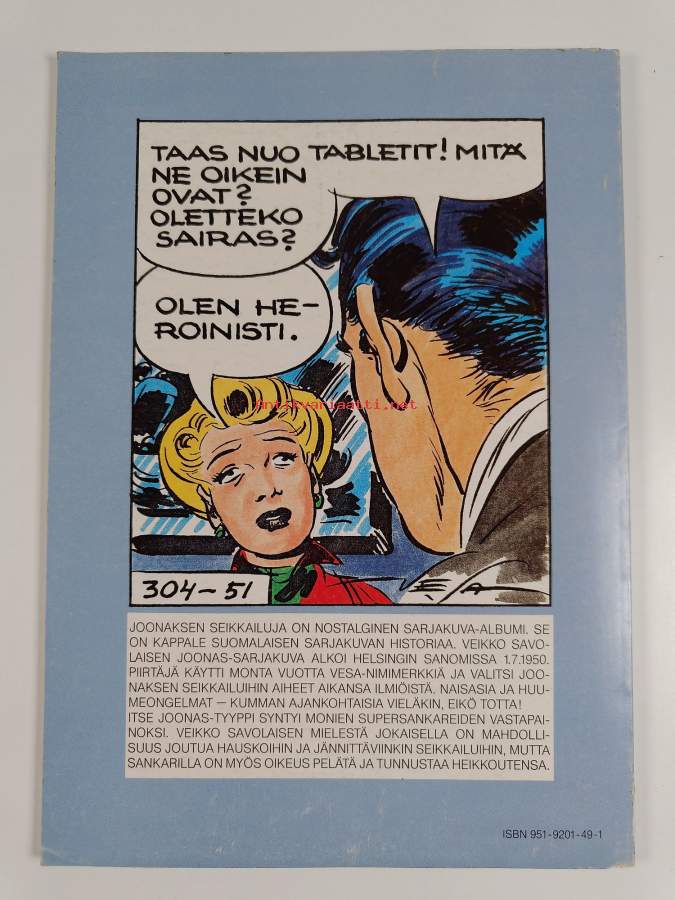 TAAS NUO TABLETIT! MITÄ
NE OIKEIN
OVAT?
OLETTEKO
SAIRAS?
OLEN HE-
ROINISTI.
Antikvariaatti.net
304-51
JOONAKSEN SEIKKAILUJA ON NOSTALGINEN SARJAKUVA-ALBUMI. SE
ON KAPPALE SUOMALAISEN SARJAKUVAN HISTORIAA. VEIKKO SAVO-
LAISEN JOONAS-SARJAKUVA ALKOI HELSINGIN SANOMISSA 1.7.1950.
PIIRTÄJÄ KÄYTTI MONTA VUOTTA VESA-NIMIMERKKIÄ JA VALITSI JOO-
NAKSEN SEIKKAILUIHIN AIHEET AIKANSA ILMIÖISTÄ. NAISASIA JA HUU-
MEONGELMAT — KUMMAN AJANKOHTAISIA VIELÄKIN, EIKÖ TOTTA!
ITSE JOONAS-TYYPPI SYNTYI MONIEN SUPERSANKAREIDEN VASTAPAI-
NOKSI. VEIKKO SAVOLAISEN MIELESTÄ JOKAISELLA ON MAHDOLLI-
SUUS JOUTUA HAUSKOIHIN JA JÄNNITTÄVIINKIN SEIKKAILUIHIN, MUTTA
SANKARILLA ON MYÖS OIKEUS PELÄTÄ JA TUNNUSTAA HEIKKOUTENSA.
ISBN 951-9201-49-1